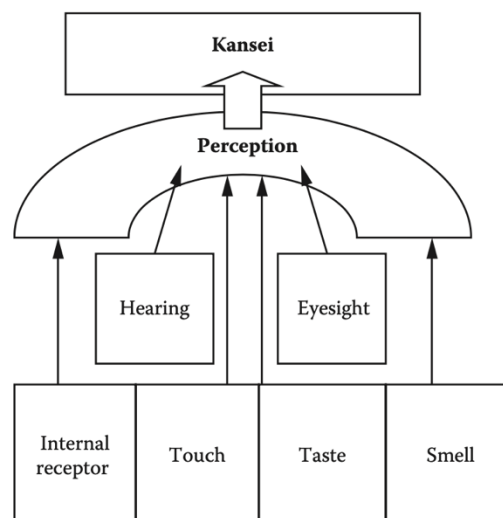 Kansei
Perception
Hearing
Eyesight
Internal
receptor
Touch
Taste
Smell